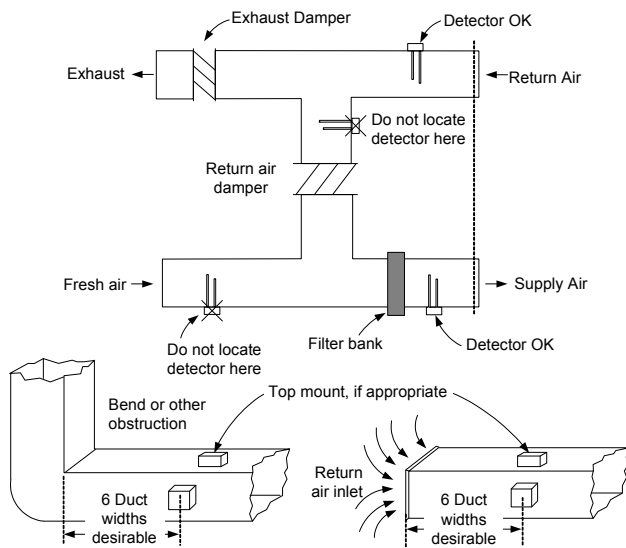 Exhaust Damper
Detector OK
Exhaust
Return Air
Do not locate
detector here
Return air
damper
Fresh air
Supply Air
Do not locate
detector here
Filter bank
Detector OK
Bend or other
obstruction
Top mount, if appropriate
Return
air inlet
6 Duct
widths
desirable
6 Duct
widths
desirable